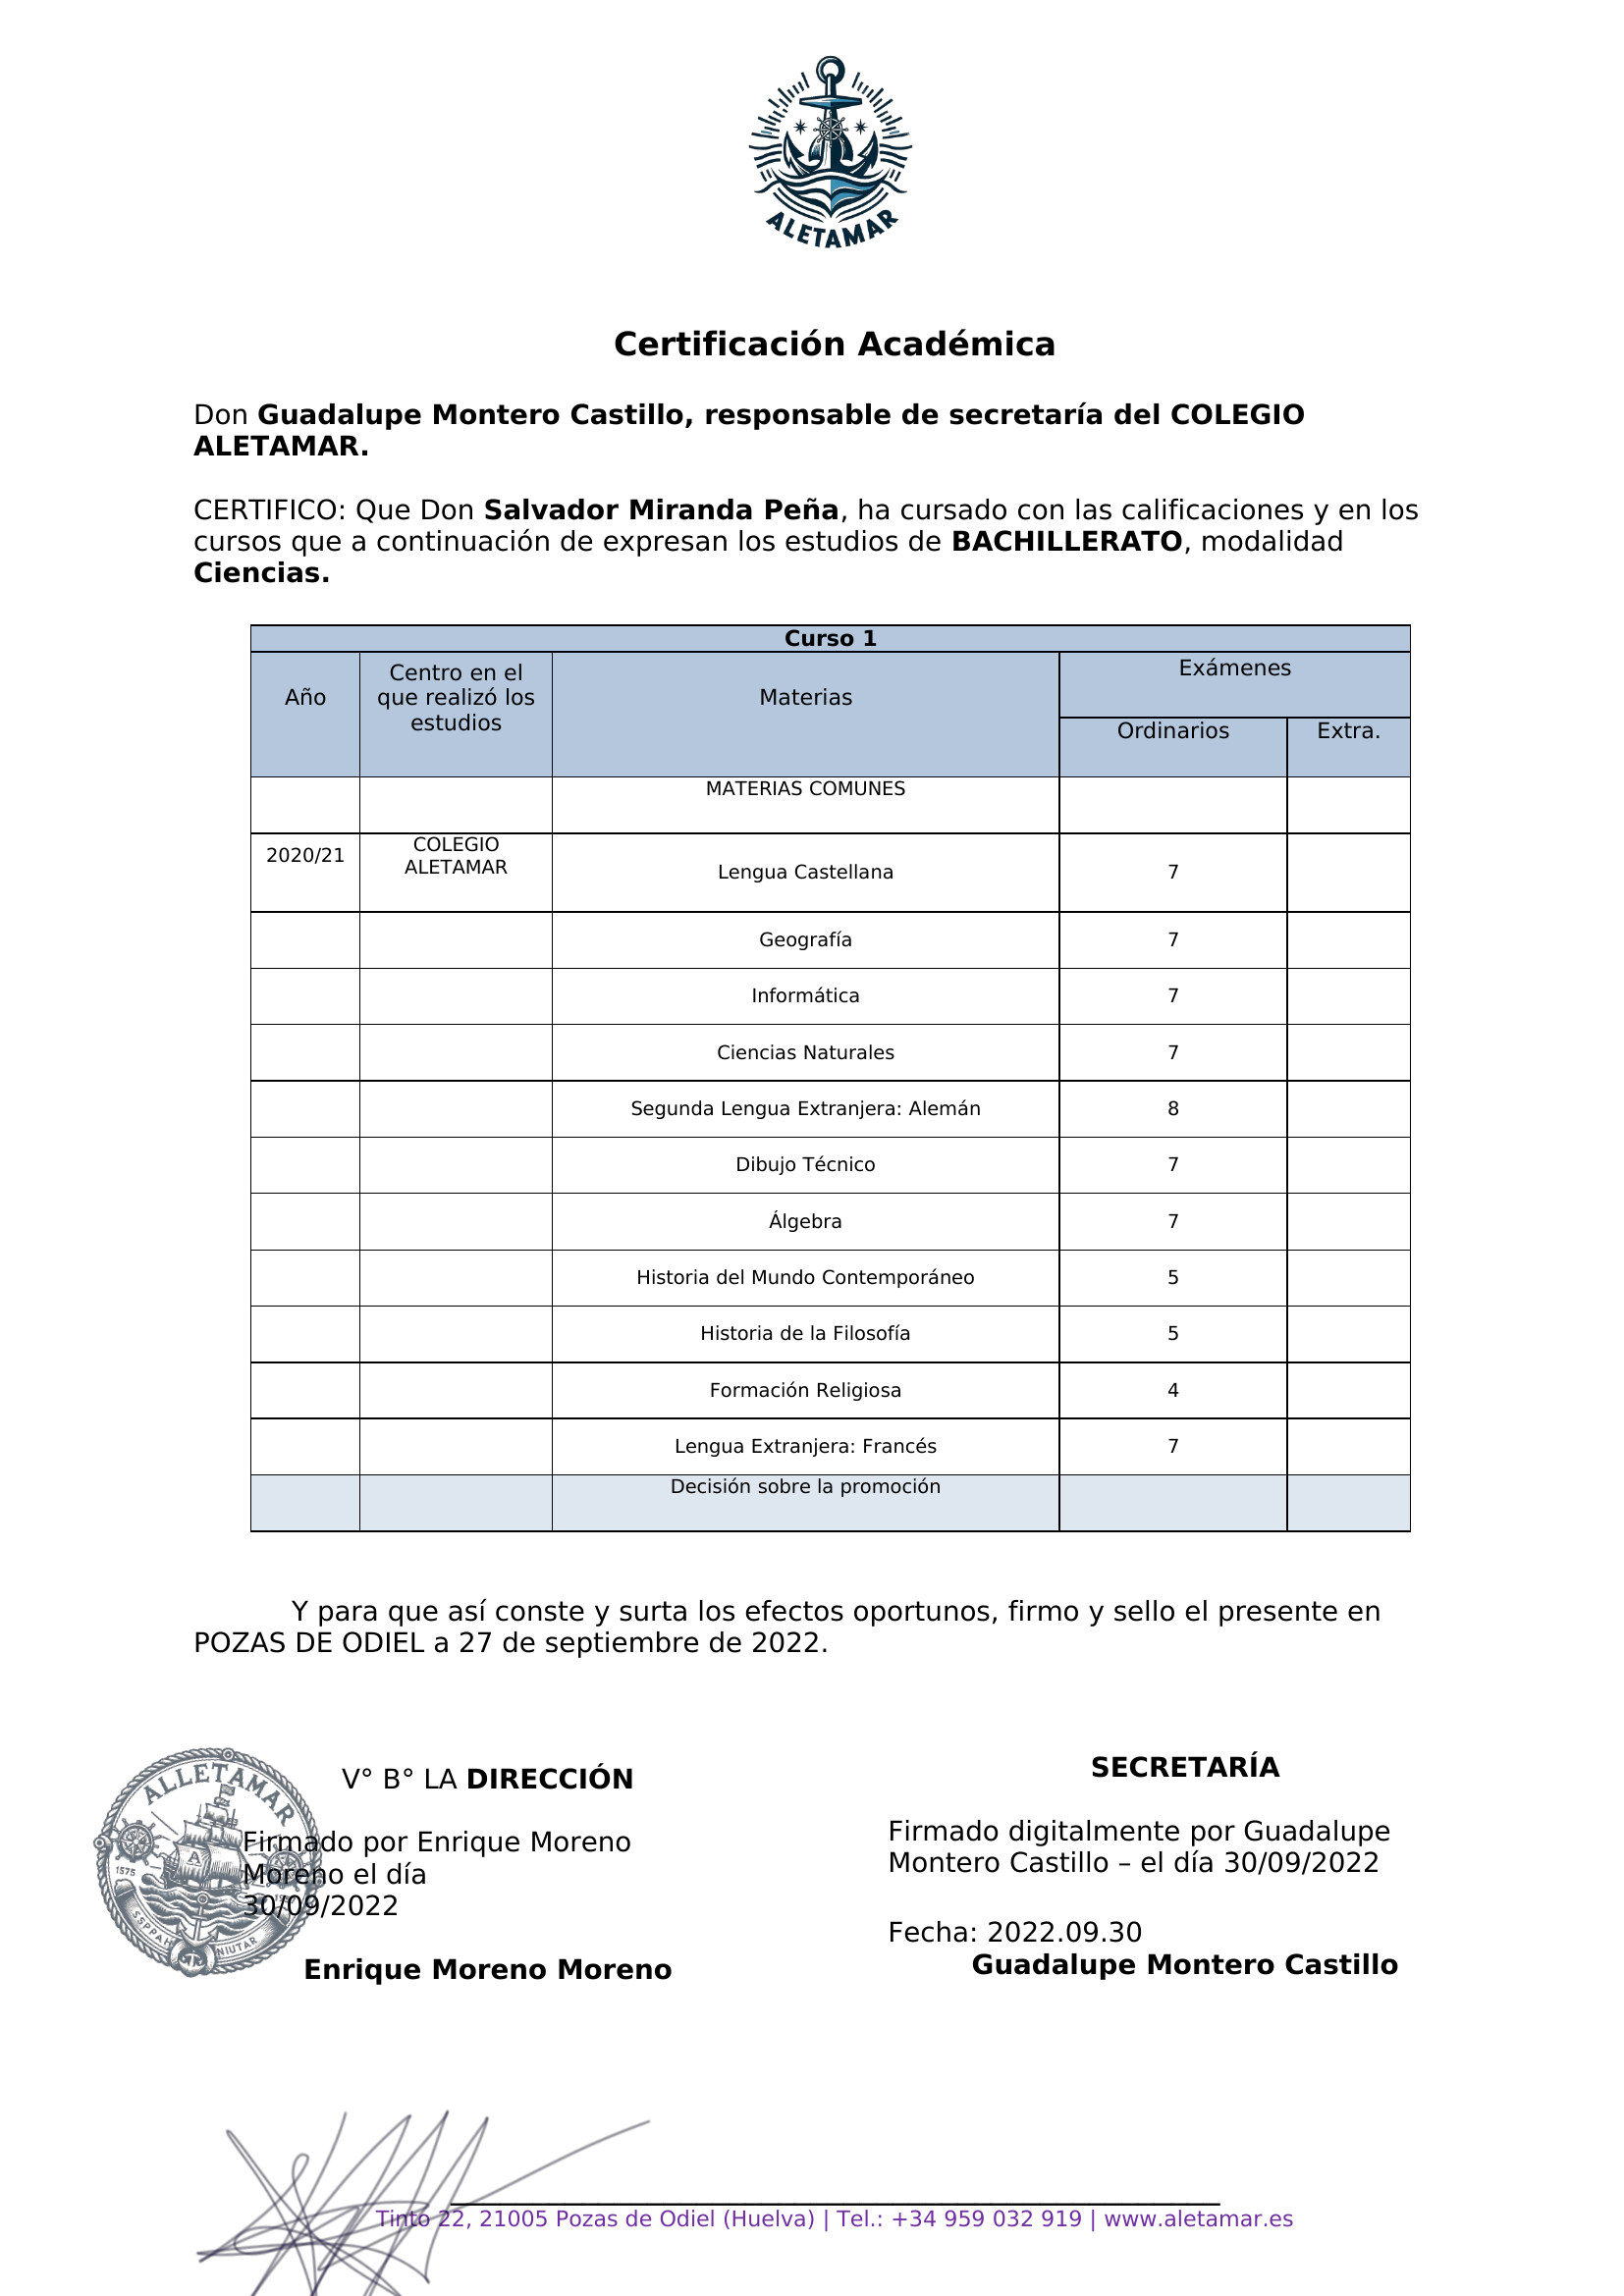 ALETAMAR
Certificación Académica
Don Guadalupe Montero Castillo, responsable de secretaría del COLEGIO
ALETAMAR.
CERTIFICO: Que Don Salvador Miranda Peña, ha cursado con las calificaciones y en los
cursos que a continuación de expresan los estudios de BACHILLERATO, modalidad
Ciencias.
Curso 1
Año
Centro en el
que realizó los
estudios
Materias
Exámenes
Ordinarios
Extra.
MATERIAS COMUNES
2020/21
COLEGIO
ALETAMAR
Lengua Castellana
7
Geografía
7
Informática
7
Ciencias Naturales
7
Segunda Lengua Extranjera: Alemán
8
Dibujo Técnico
7
Álgebra
7
Historia del Mundo Contemporáneo
5
Historia de la Filosofía
5
Formación Religiosa
4
Lengua Extranjera: Francés
7
Decisión sobre la promoción
Y para que así conste y surta los efectos oportunos, firmo y sello el presente en
POZAS DE ODIEL a 27 de septiembre de 2022.
ALLETAMAR
A
1575
SSPPAH
NIUTAR
V° B° LA DIRECCIÓN
Firmado por Enrique Moreno
Moreno el día
30/09/2022
Enrique Moreno Moreno
SECRETARÍA
Firmado digitalmente por Guadalupe
Montero Castillo – el día 30/09/2022
Fecha: 2022.09.30
Guadalupe Montero Castillo
Tinto 22, 21005 Pozas de Odiel (Huelva) | Tel.: +34 959 032 919 | www.aletamar.es